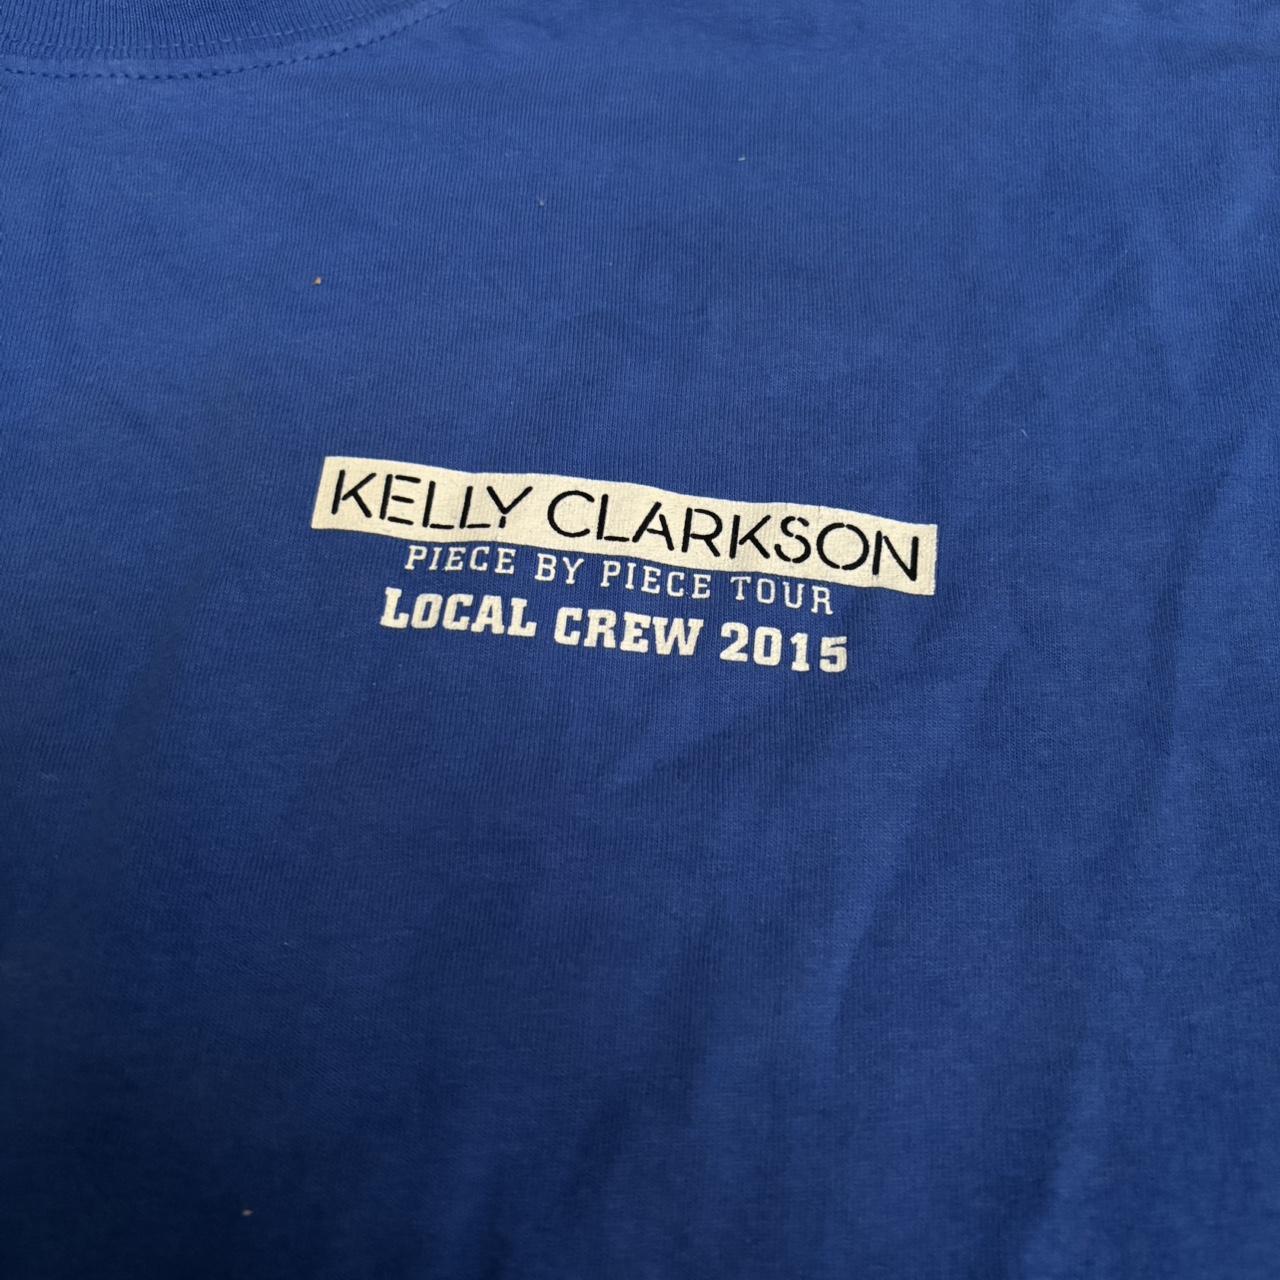 KELLY CLARKSON
PIECE BY PIECE TOUR
LOCAL CREW 2015